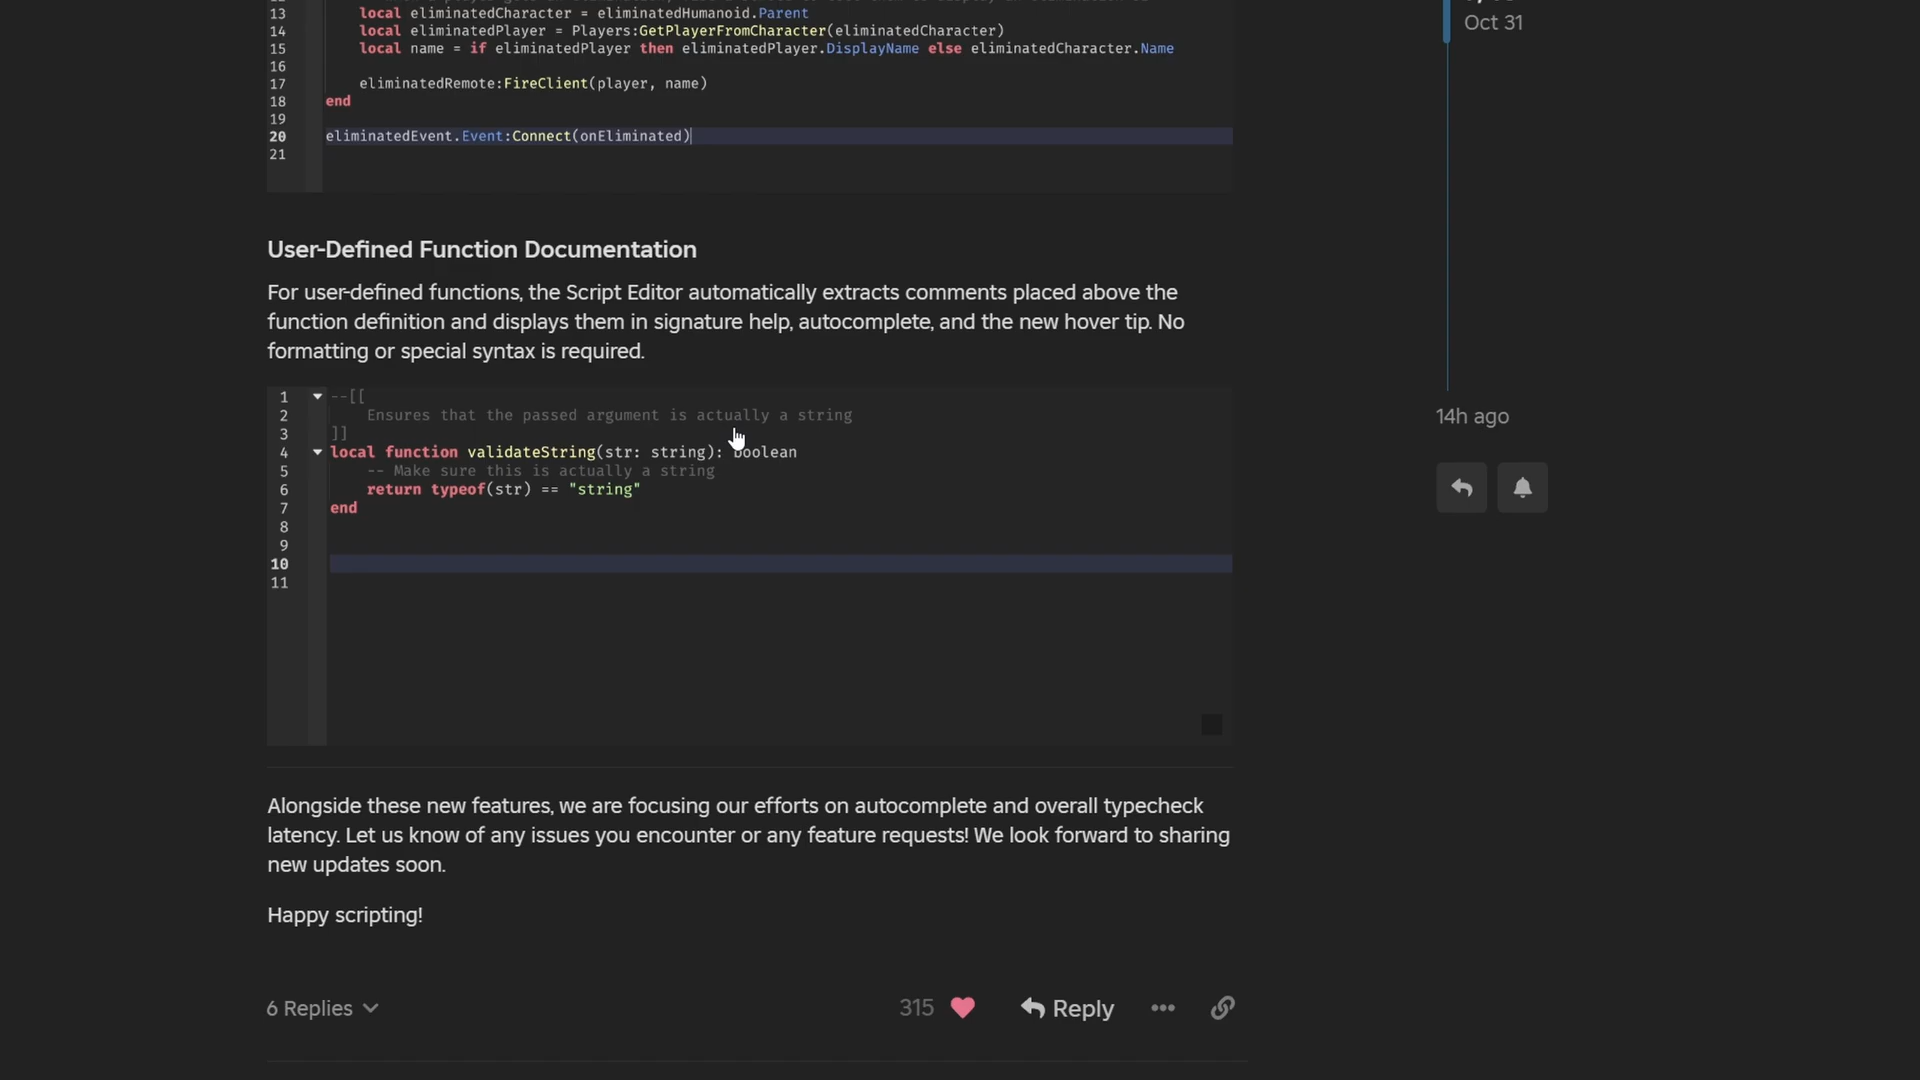 13 local eliminatedCharacter = eliminatedHumanoid.Parent
14 local eliminatedPlayer = Players:GetPlayerFromCharacter(eliminatedCharacter)
15 local name = if eliminatedPlayer then eliminatedPlayer.DisplayName else eliminatedCharacter.Name
16
17 eliminatedRemote:FireClient(player, name)
18 end
19
20 eliminatedEvent.Event:Connect(onEliminated)
21
Oct 31
User-Defined Function Documentation
For user-defined functions, the Script Editor automatically extracts comments placed above the
function definition and displays them in signature help, autocomplete, and the new hover tip. No
formatting or special syntax is required.
1 --[[
2 Ensures that the passed argument is actually a string
3 ]]
4 local function validateString(str: string): boolean
5 -- Make sure this is actually a string
6 return typeof(str) == "string"
7 end
8
9
10
11
14h ago
Alongside these new features, we are focusing our efforts on autocomplete and overall typecheck
latency. Let us know of any issues you encounter or any feature requests! We look forward to sharing
new updates soon.
Happy scripting!
6 Replies
315
Reply